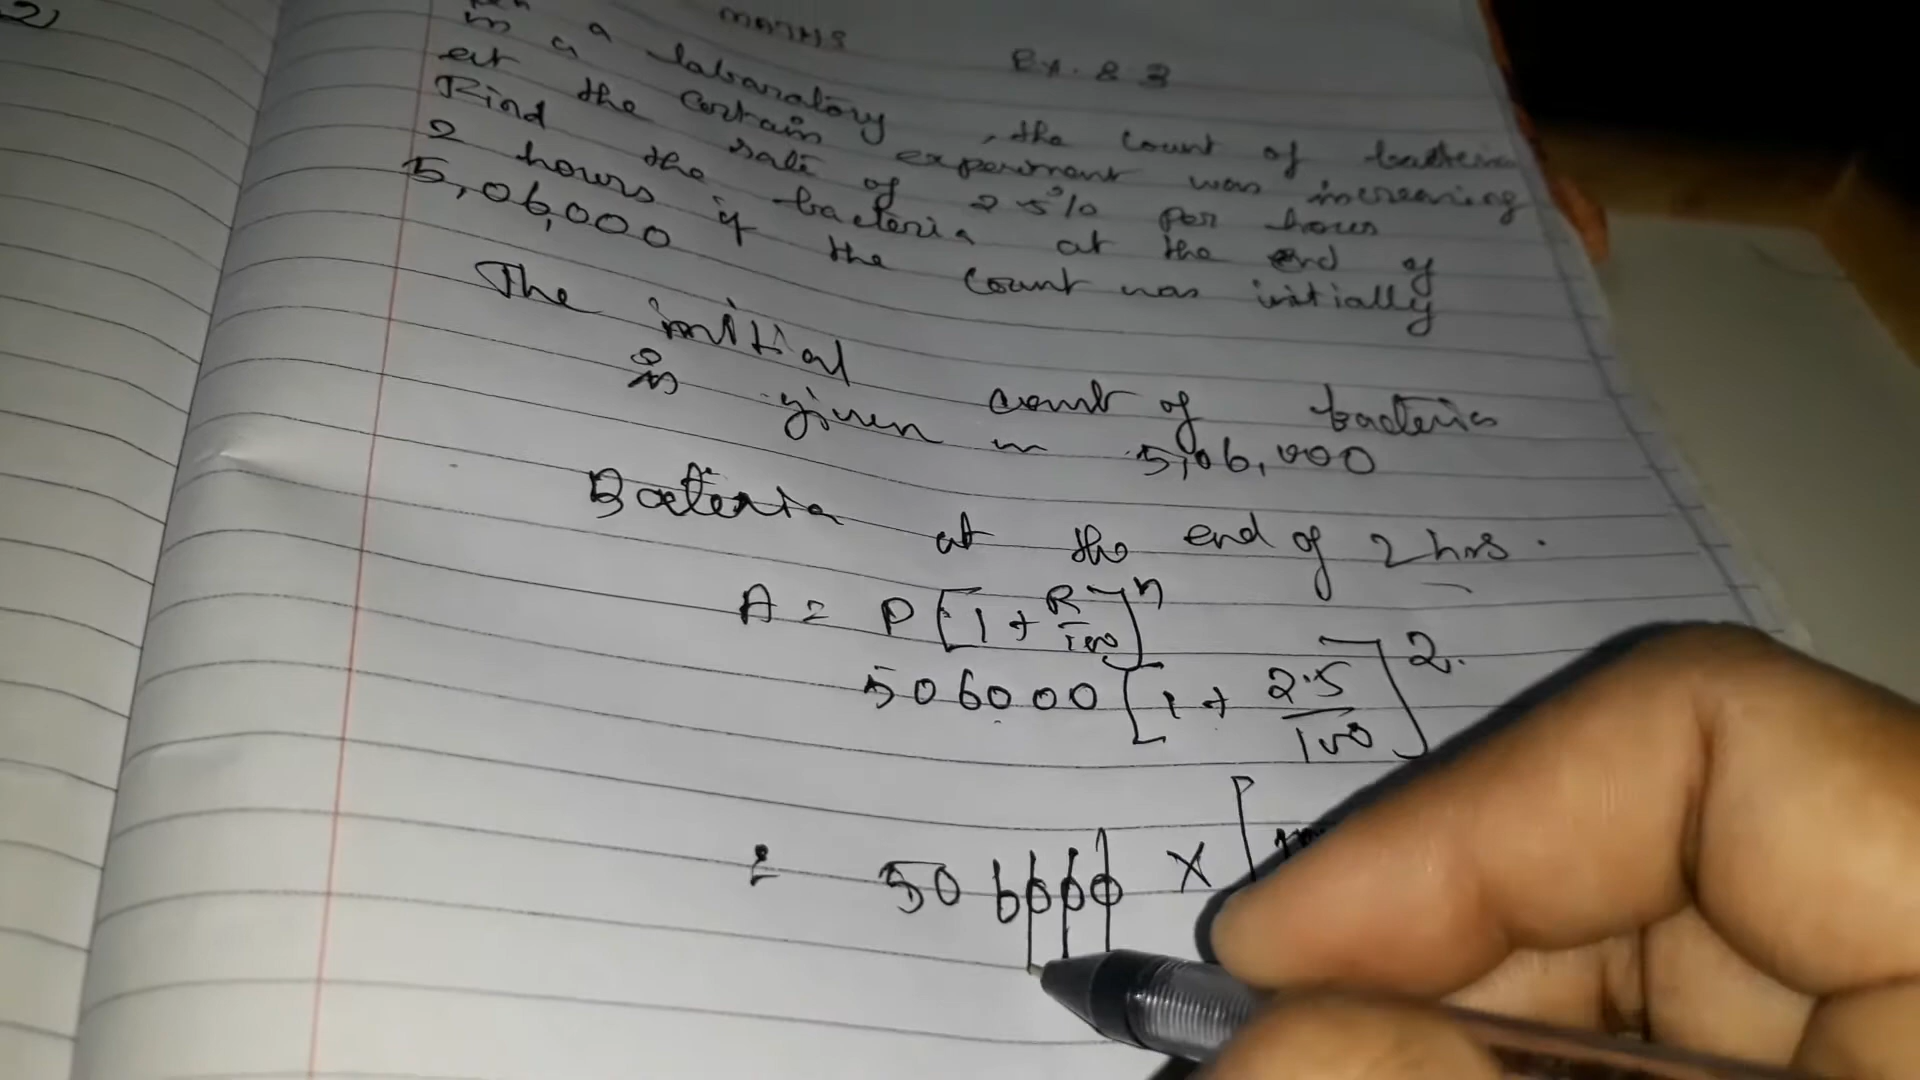 2)
MATHS
Ex. 8.3
in a laboratory, the count of bacteria
in a certain experiment was increasing
at the rate of 2.5% per hour
Find the bacteria at the end of
2 hours if the count was initially
5,06,000
The initial count of bacteria
is given in 5,06,000
Bacteria at the end of 2 hrs.
A = P [1 + R/100]n
506000 [1 + 2.5/100]2.
= 506000 × [